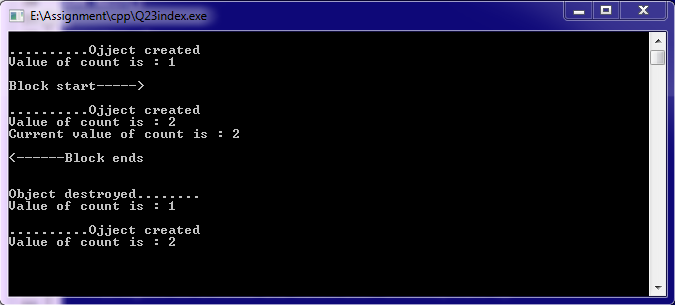 E:\Assignment\cpp\Q23index.exe
..........Ojject created
Value of count is : 1
Block start----->
..........Ojject created
Value of count is : 2
Current value of count is : 2
<------Block ends
Object destroyed........
Value of count is : 1
..........Ojject created
Value of count is : 2